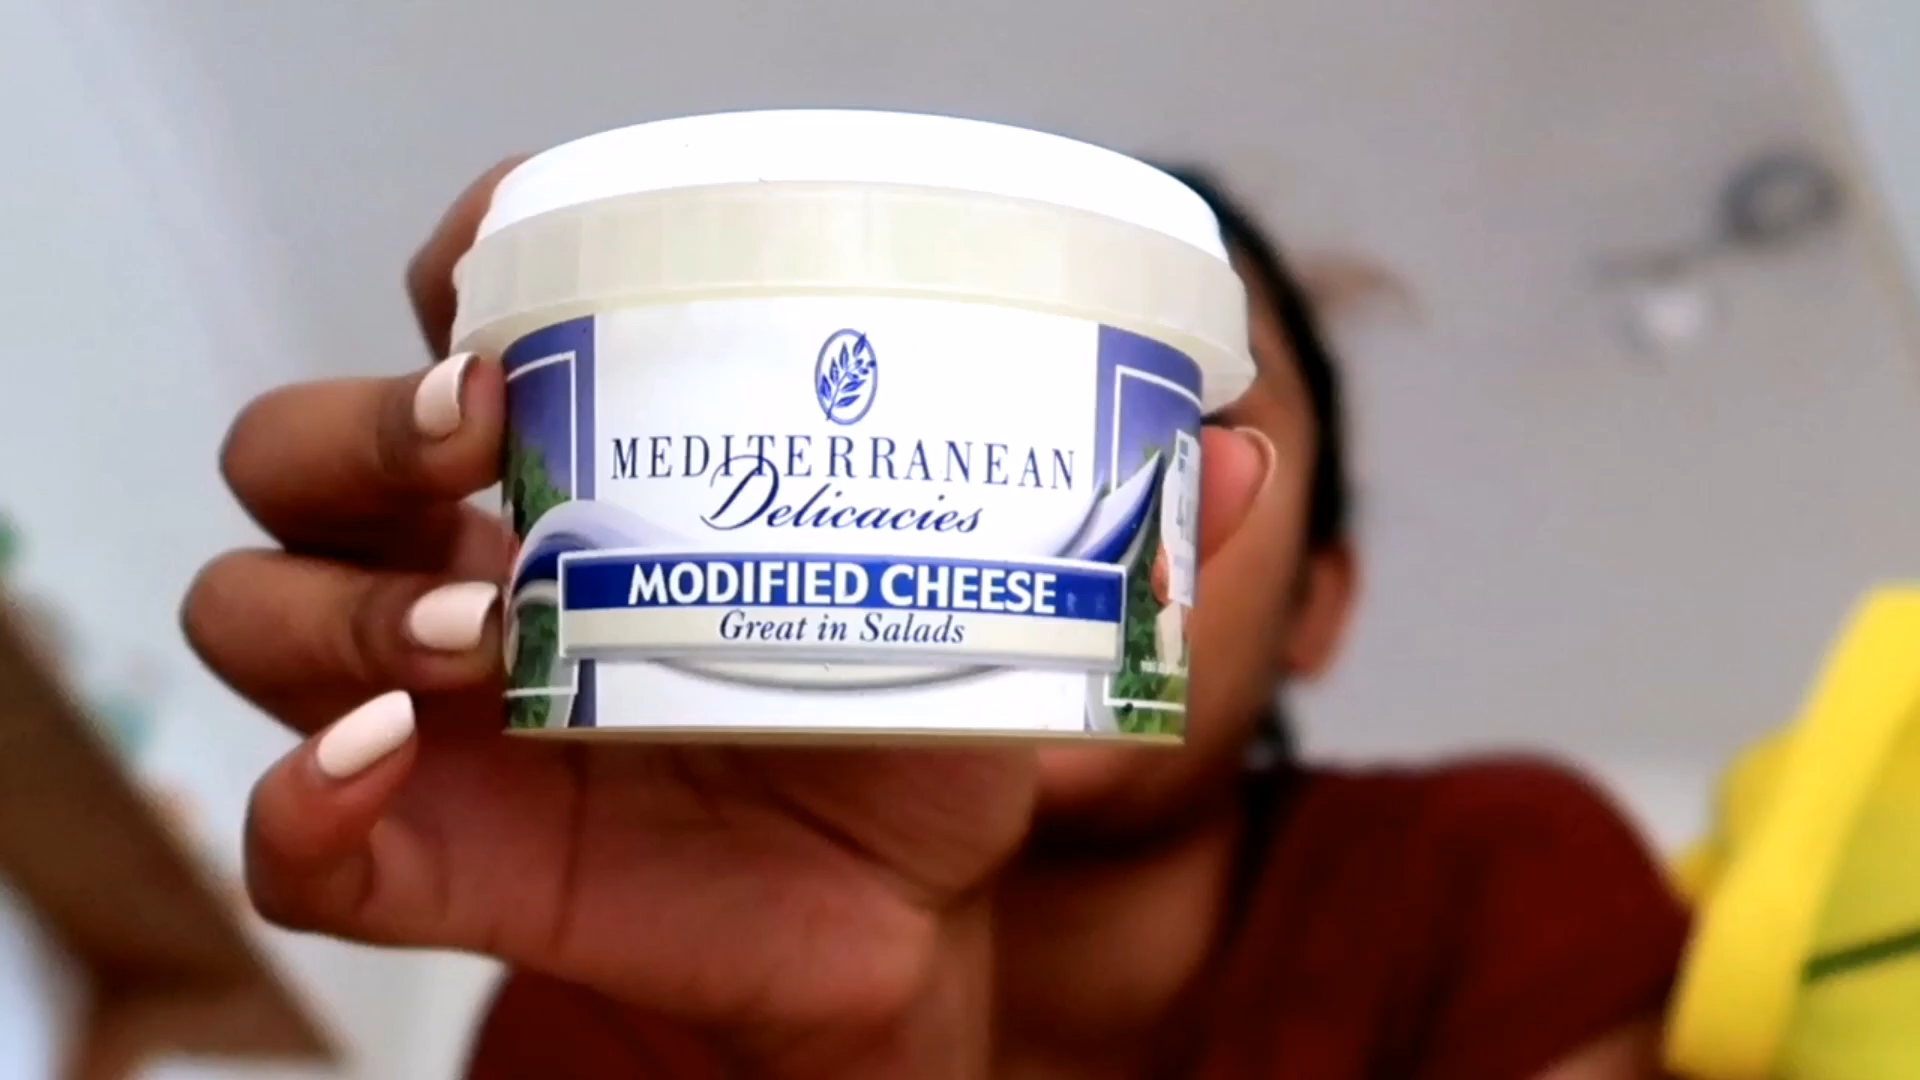 MEDITERRANEAN
Delicacies
MODIFIED CHEESE
Great in Salads